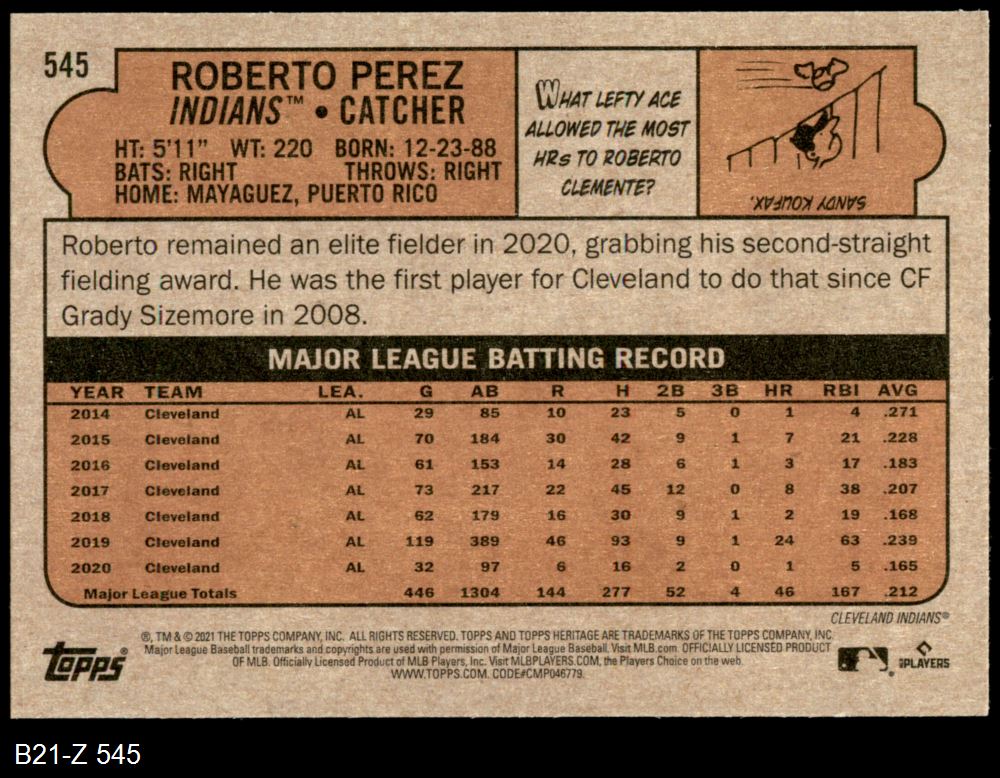 545
ROBERTO PEREZ
INDIANS™ • CATCHER
HT: 5'11" WT: 220 BORN: 12-23-88
BATS: RIGHT THROWS: RIGHT
HOME: MAYAGUEZ, PUERTO RICO
WHAT LEFTY ACE
ALLOWED THE MOST
HRs TO ROBERTO
CLEMENTE?
SANDY KOUFAX.
Roberto remained an elite fielder in 2020, grabbing his second-straight
fielding award. He was the first player for Cleveland to do that since CF
Grady Sizemore in 2008.
MAJOR LEAGUE BATTING RECORD
YEAR TEAM LEA. G AB R H 2B 3B HR RBI AVG
2014 Cleveland AL 29 85 10 23 5 0 1 4 .271
2015 Cleveland AL 70 184 30 42 9 1 7 21 .228
2016 Cleveland AL 61 153 14 28 6 1 3 17 .183
2017 Cleveland AL 73 217 22 45 12 0 8 38 .207
2018 Cleveland AL 62 179 16 30 9 1 2 19 .168
2019 Cleveland AL 119 389 46 93 9 1 24 63 .239
2020 Cleveland AL 32 97 6 16 2 0 1 5 .165
Major League Totals 446 1304 144 277 52 4 46 167 .212
CLEVELAND INDIANS®
®, TM & © 2021 THE TOPPS COMPANY, INC. ALL RIGHTS RESERVED. TOPPS AND TOPPS HERITAGE ARE TRADEMARKS OF THE TOPPS COMPANY, INC.
Major League Baseball trademarks and copyrights are used with permission of Major League Baseball. Visit MLB.com OFFICIALLY LICENSED PRODUCT
OF MLB. Officially Licensed Product of MLB Players, Inc. Visit MLBPLAYERS.COM, the Players Choice on the web.
WWW.TOPPS.COM. CODE#CMP046779.
topps®
PLAYERS
B21-Z 545